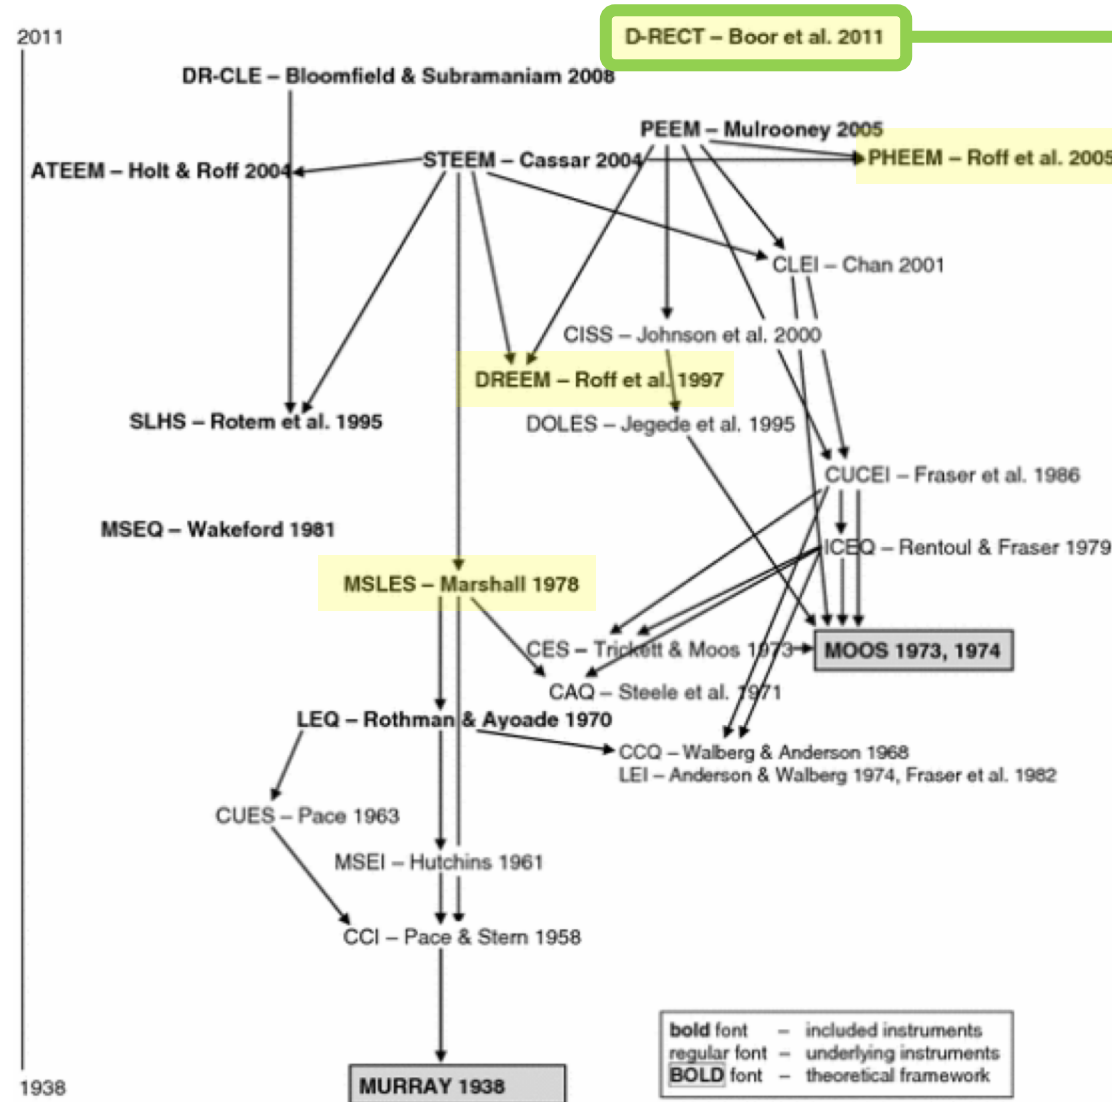 2011
D-RECT – Boor et al. 2011
DR-CLE – Bloomfield & Subramaniam 2008
PEEM – Mulrooney 2005
ATEEM – Holt & Roff 2004
STEEM – Cassar 2004
PHEEM – Roff et al. 2005
CLEI – Chan 2001
CISS – Johnson et al. 2000
DREEM – Roff et al. 1997
SLHS – Rotem et al. 1995
DOLES – Jegede et al. 1995
CUCEI – Fraser et al. 1986
MSEQ – Wakeford 1981
ICEQ – Rentoul & Fraser 1979
MSLES – Marshall 1978
CES – Trickett & Moos 1973
MOOS 1973, 1974
CAQ – Steele et al. 1971
LEQ – Rothman & Ayoade 1970
CCQ – Walberg & Anderson 1968
LEI – Anderson & Walberg 1974, Fraser et al. 1982
CUES – Pace 1963
MSEI – Hutchins 1961
CCI – Pace & Stern 1958
bold font – included instruments
regular font – underlying instruments
BOLD font – theoretical framework
1938
MURRAY 1938